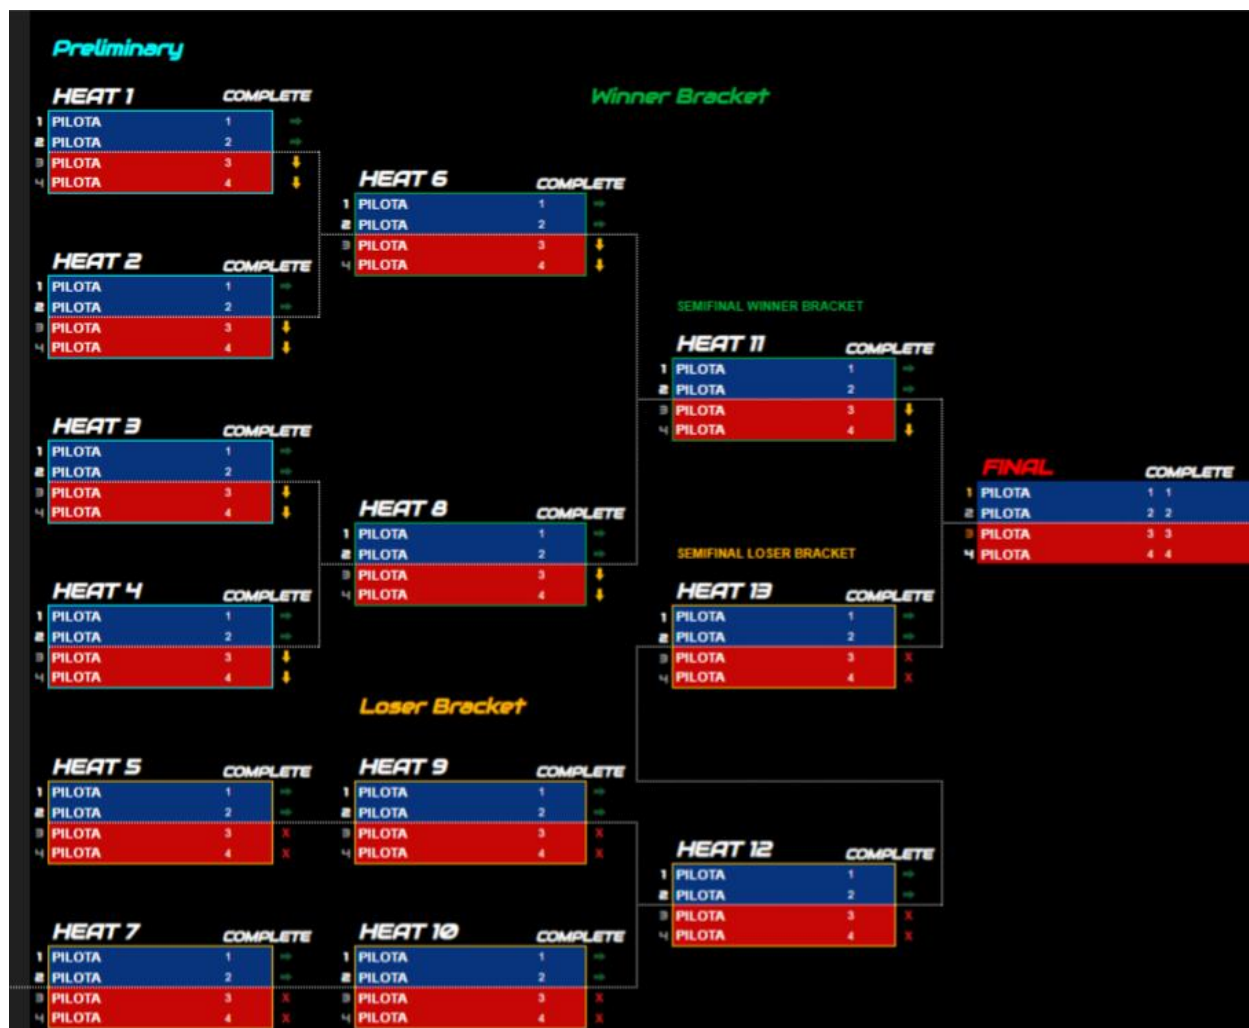 Preliminary
HEAT 1 COMPLETE
1 PILOTA 1
2 PILOTA 2
3 PILOTA 3
4 PILOTA 4
HEAT 2 COMPLETE
1 PILOTA 1
2 PILOTA 2
3 PILOTA 3
4 PILOTA 4
HEAT 3 COMPLETE
1 PILOTA 1
2 PILOTA 2
3 PILOTA 3
4 PILOTA 4
HEAT 4 COMPLETE
1 PILOTA 1
2 PILOTA 2
3 PILOTA 3
4 PILOTA 4
Winner Bracket
HEAT 6 COMPLETE
1 PILOTA 1
2 PILOTA 2
3 PILOTA 3
4 PILOTA 4
HEAT 8 COMPLETE
1 PILOTA 1
2 PILOTA 2
3 PILOTA 3
4 PILOTA 4
SEMIFINAL WINNER BRACKET
HEAT 11 COMPLETE
1 PILOTA 1
2 PILOTA 2
3 PILOTA 3
4 PILOTA 4
SEMIFINAL LOSER BRACKET
HEAT 13 COMPLETE
1 PILOTA 1
2 PILOTA 2
3 PILOTA 3 X
4 PILOTA 4 X
FINAL COMPLETE
1 PILOTA 1 1
2 PILOTA 2 2
3 PILOTA 3 3
4 PILOTA 4 4
Loser Bracket
HEAT 5 COMPLETE
1 PILOTA 1
2 PILOTA 2
3 PILOTA 3 X
4 PILOTA 4 X
HEAT 7 COMPLETE
1 PILOTA 1
2 PILOTA 2
3 PILOTA 3 X
4 PILOTA 4 X
HEAT 9 COMPLETE
1 PILOTA 1
2 PILOTA 2
3 PILOTA 3 X
4 PILOTA 4 X
HEAT 10 COMPLETE
1 PILOTA 1
2 PILOTA 2
3 PILOTA 3 X
4 PILOTA 4 X
HEAT 12 COMPLETE
1 PILOTA 1
2 PILOTA 2
3 PILOTA 3 X
4 PILOTA 4 X